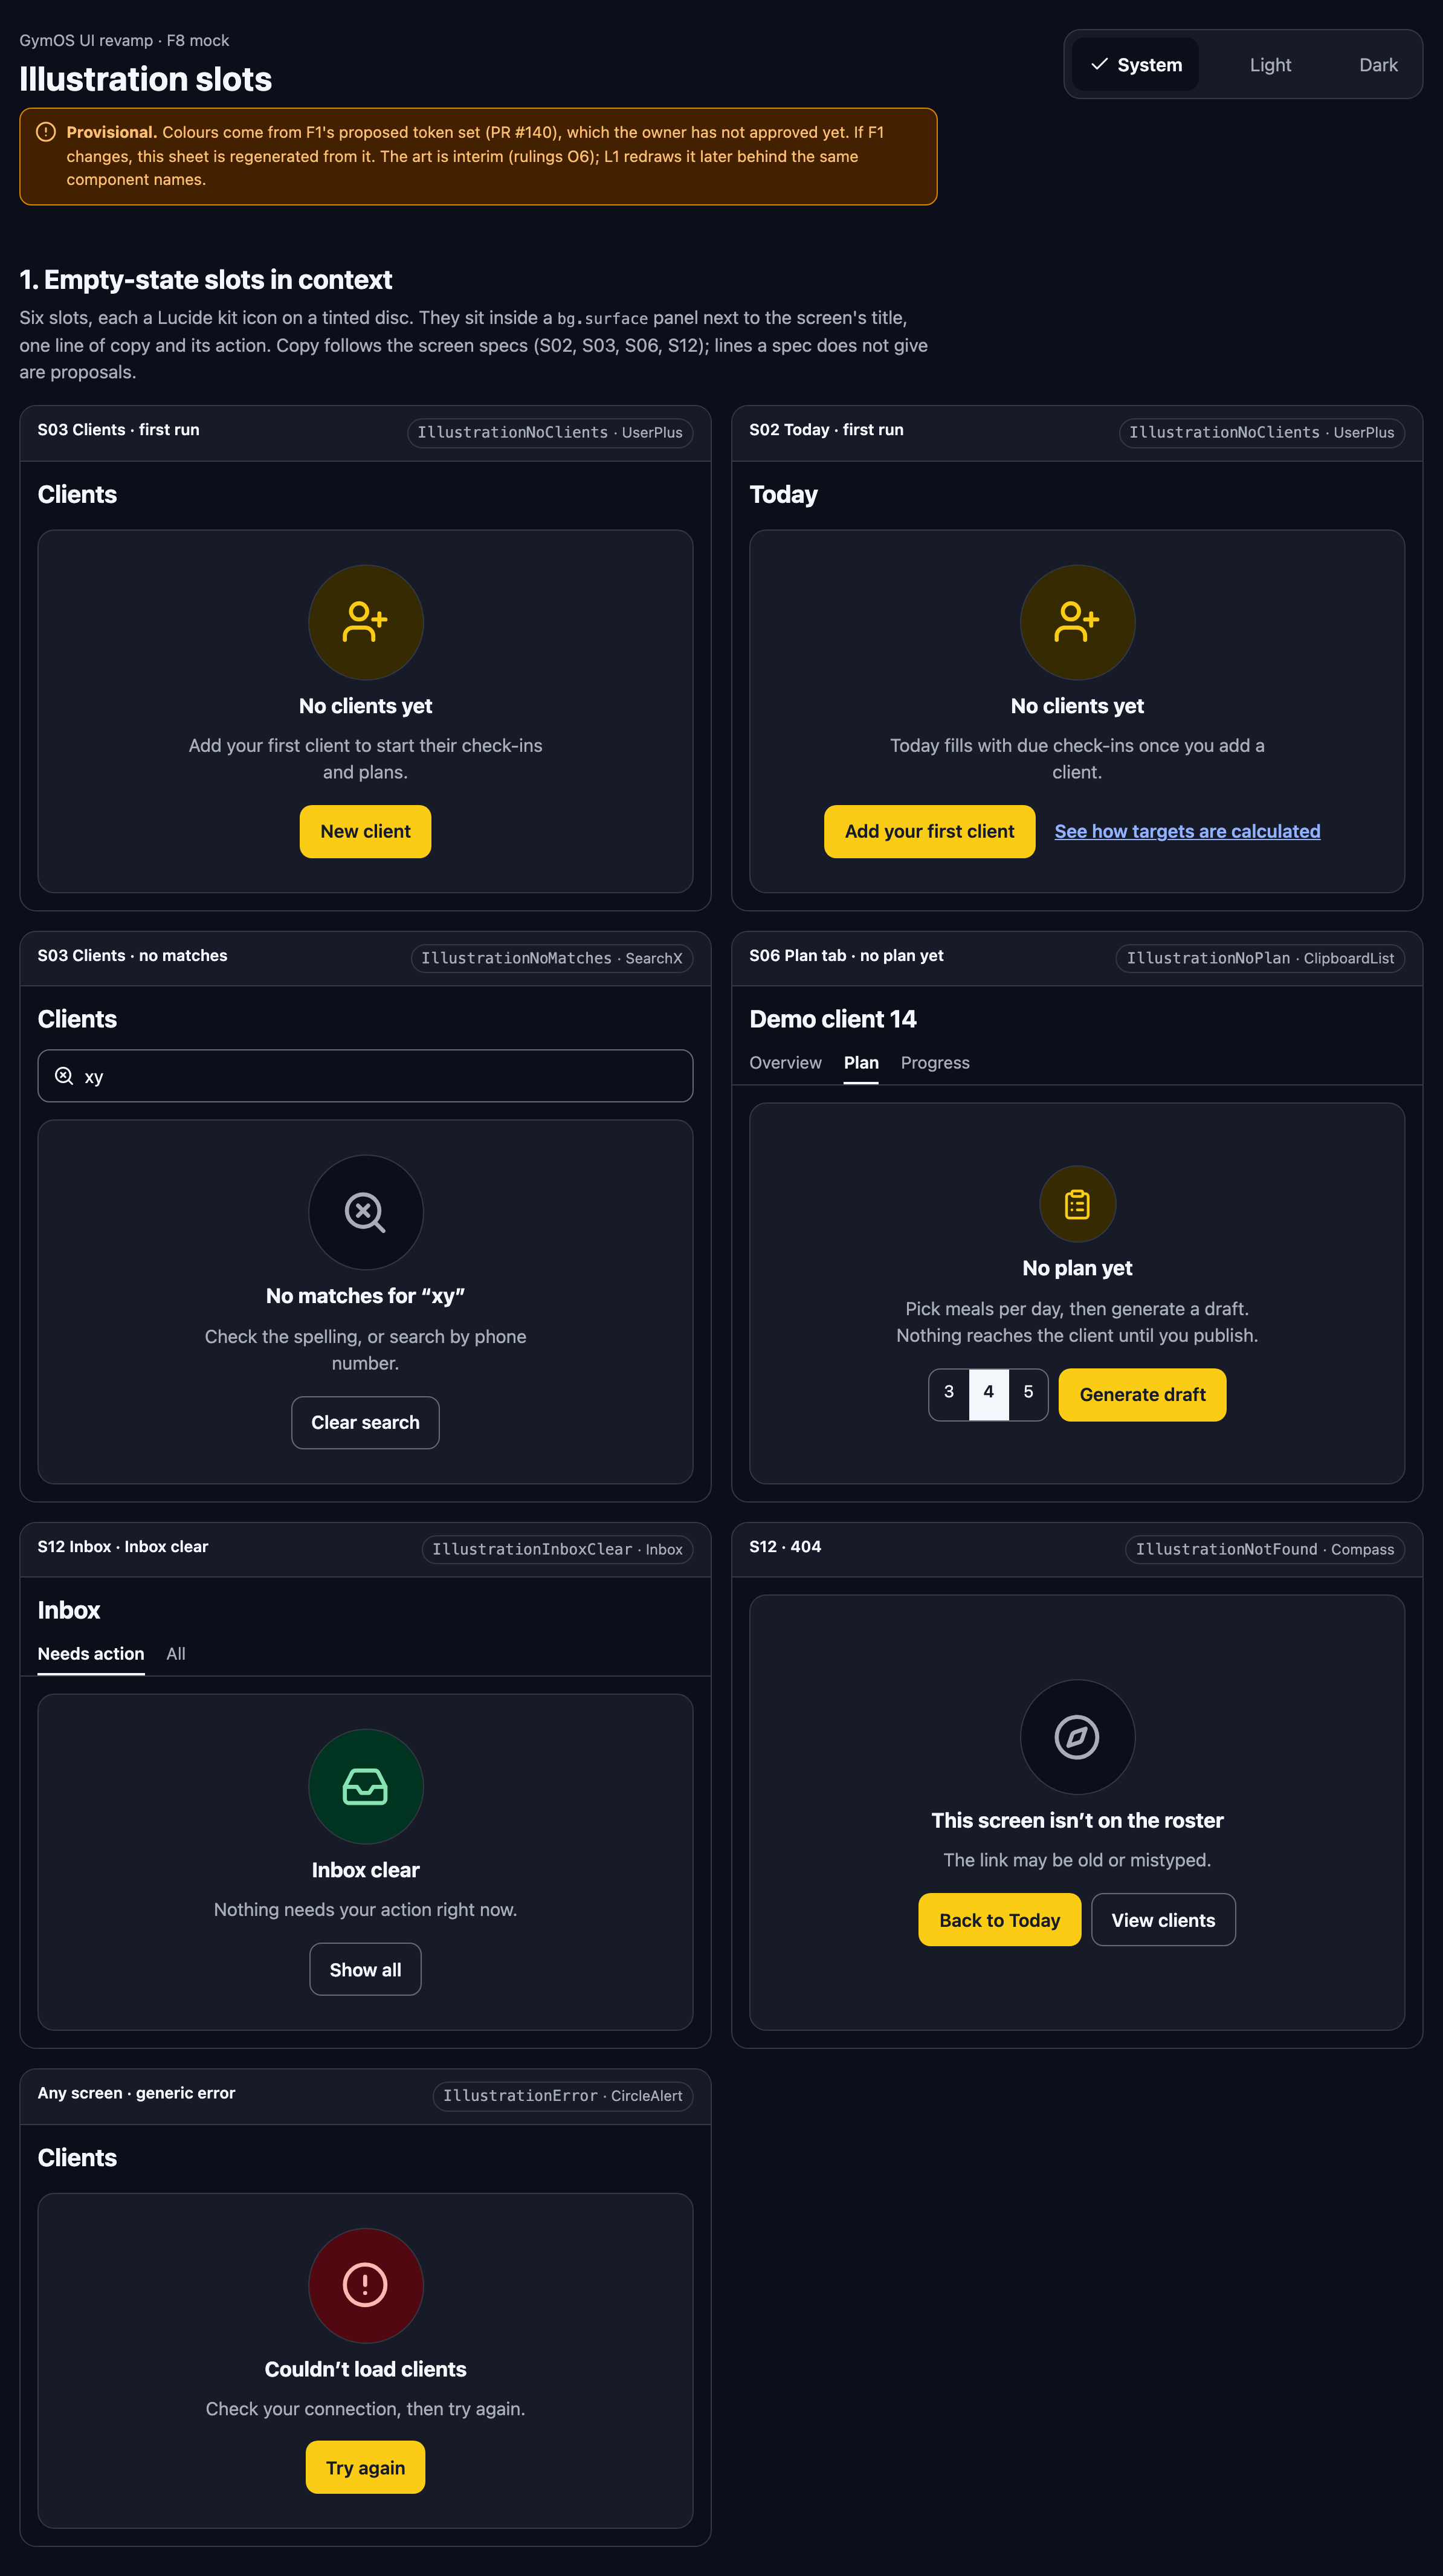 GymOS UI revamp · F8 mock
Illustration slots
System
Light
Dark
Provisional. Colours come from F1's proposed token set (PR #140), which the owner has not approved yet. If F1
changes, this sheet is regenerated from it. The art is interim (rulings O6); L1 redraws it later behind the same
component names.
1. Empty-state slots in context
Six slots, each a Lucide kit icon on a tinted disc. They sit inside a bg.surface panel next to the screen's title,
one line of copy and its action. Copy follows the screen specs (S02, S03, S06, S12); lines a spec does not give
are proposals.
S03 Clients · first run
IllustrationNoClients · UserPlus
Clients
No clients yet
Add your first client to start their check-ins
and plans.
New client
S02 Today · first run
IllustrationNoClients · UserPlus
Today
No clients yet
Today fills with due check-ins once you add a
client.
Add your first client
See how targets are calculated
S03 Clients · no matches
IllustrationNoMatches · SearchX
Clients
xy
No matches for “xy”
Check the spelling, or search by phone
number.
Clear search
S06 Plan tab · no plan yet
IllustrationNoPlan · ClipboardList
Demo client 14
Overview
Plan
Progress
No plan yet
Pick meals per day, then generate a draft.
Nothing reaches the client until you publish.
3
4
5
Generate draft
S12 Inbox · Inbox clear
IllustrationInboxClear · Inbox
Inbox
Needs action
All
Inbox clear
Nothing needs your action right now.
Show all
S12 · 404
IllustrationNotFound · Compass
This screen isn’t on the roster
The link may be old or mistyped.
Back to Today
View clients
Any screen · generic error
IllustrationError · CircleAlert
Clients
Couldn’t load clients
Check your connection, then try again.
Try again